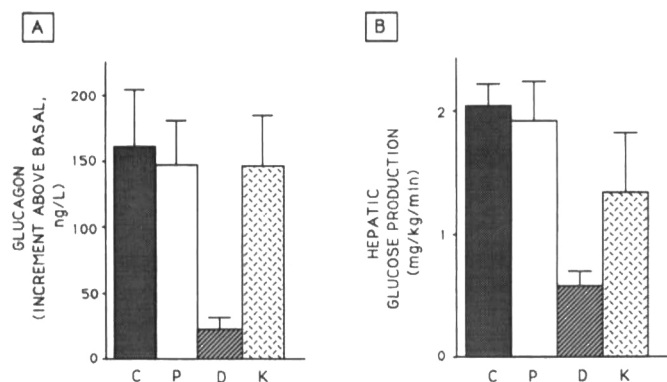 A
GLUCAGON
(INCREMENT ABOVE BASAL,
ng/L)
200
150
100
50
0
C P D K
B
HEPATIC
GLUCOSE PRODUCTION
(mg/kg/min)
2
1
0
C P D K